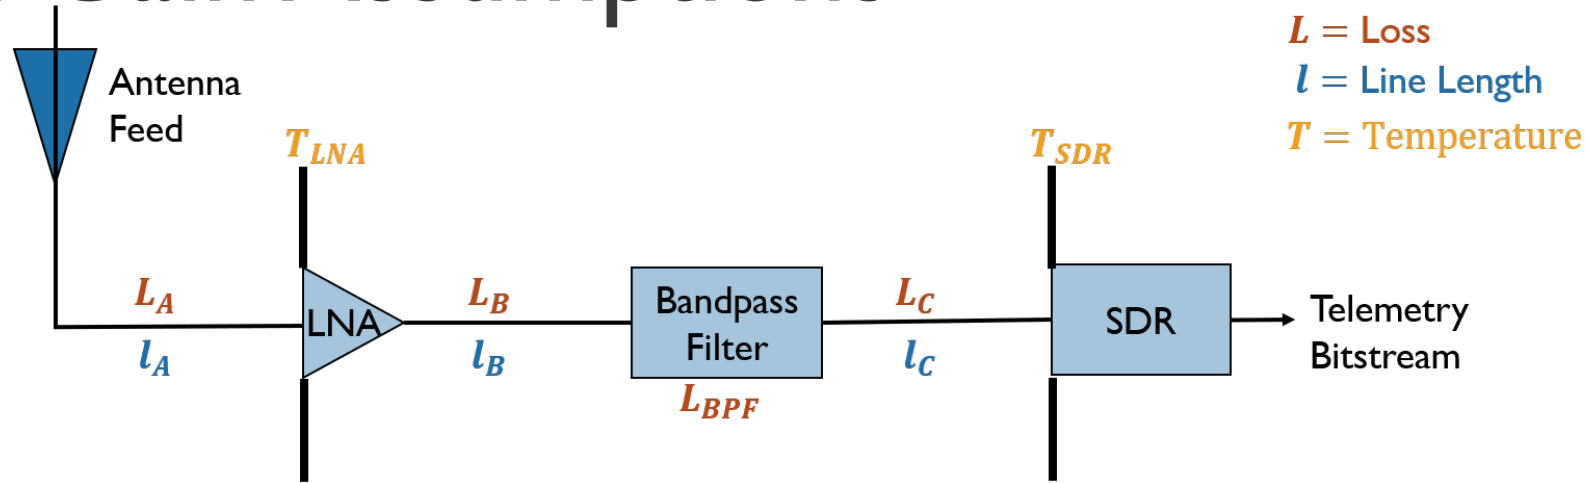 L = Loss
l = Line Length
T = Temperature
Antenna
Feed
T_LNA
T_SDR
L_A
LNA
L_B
Bandpass
Filter
L_C
SDR
Telemetry
Bitstream
l_A
l_B
l_C
L_BPF